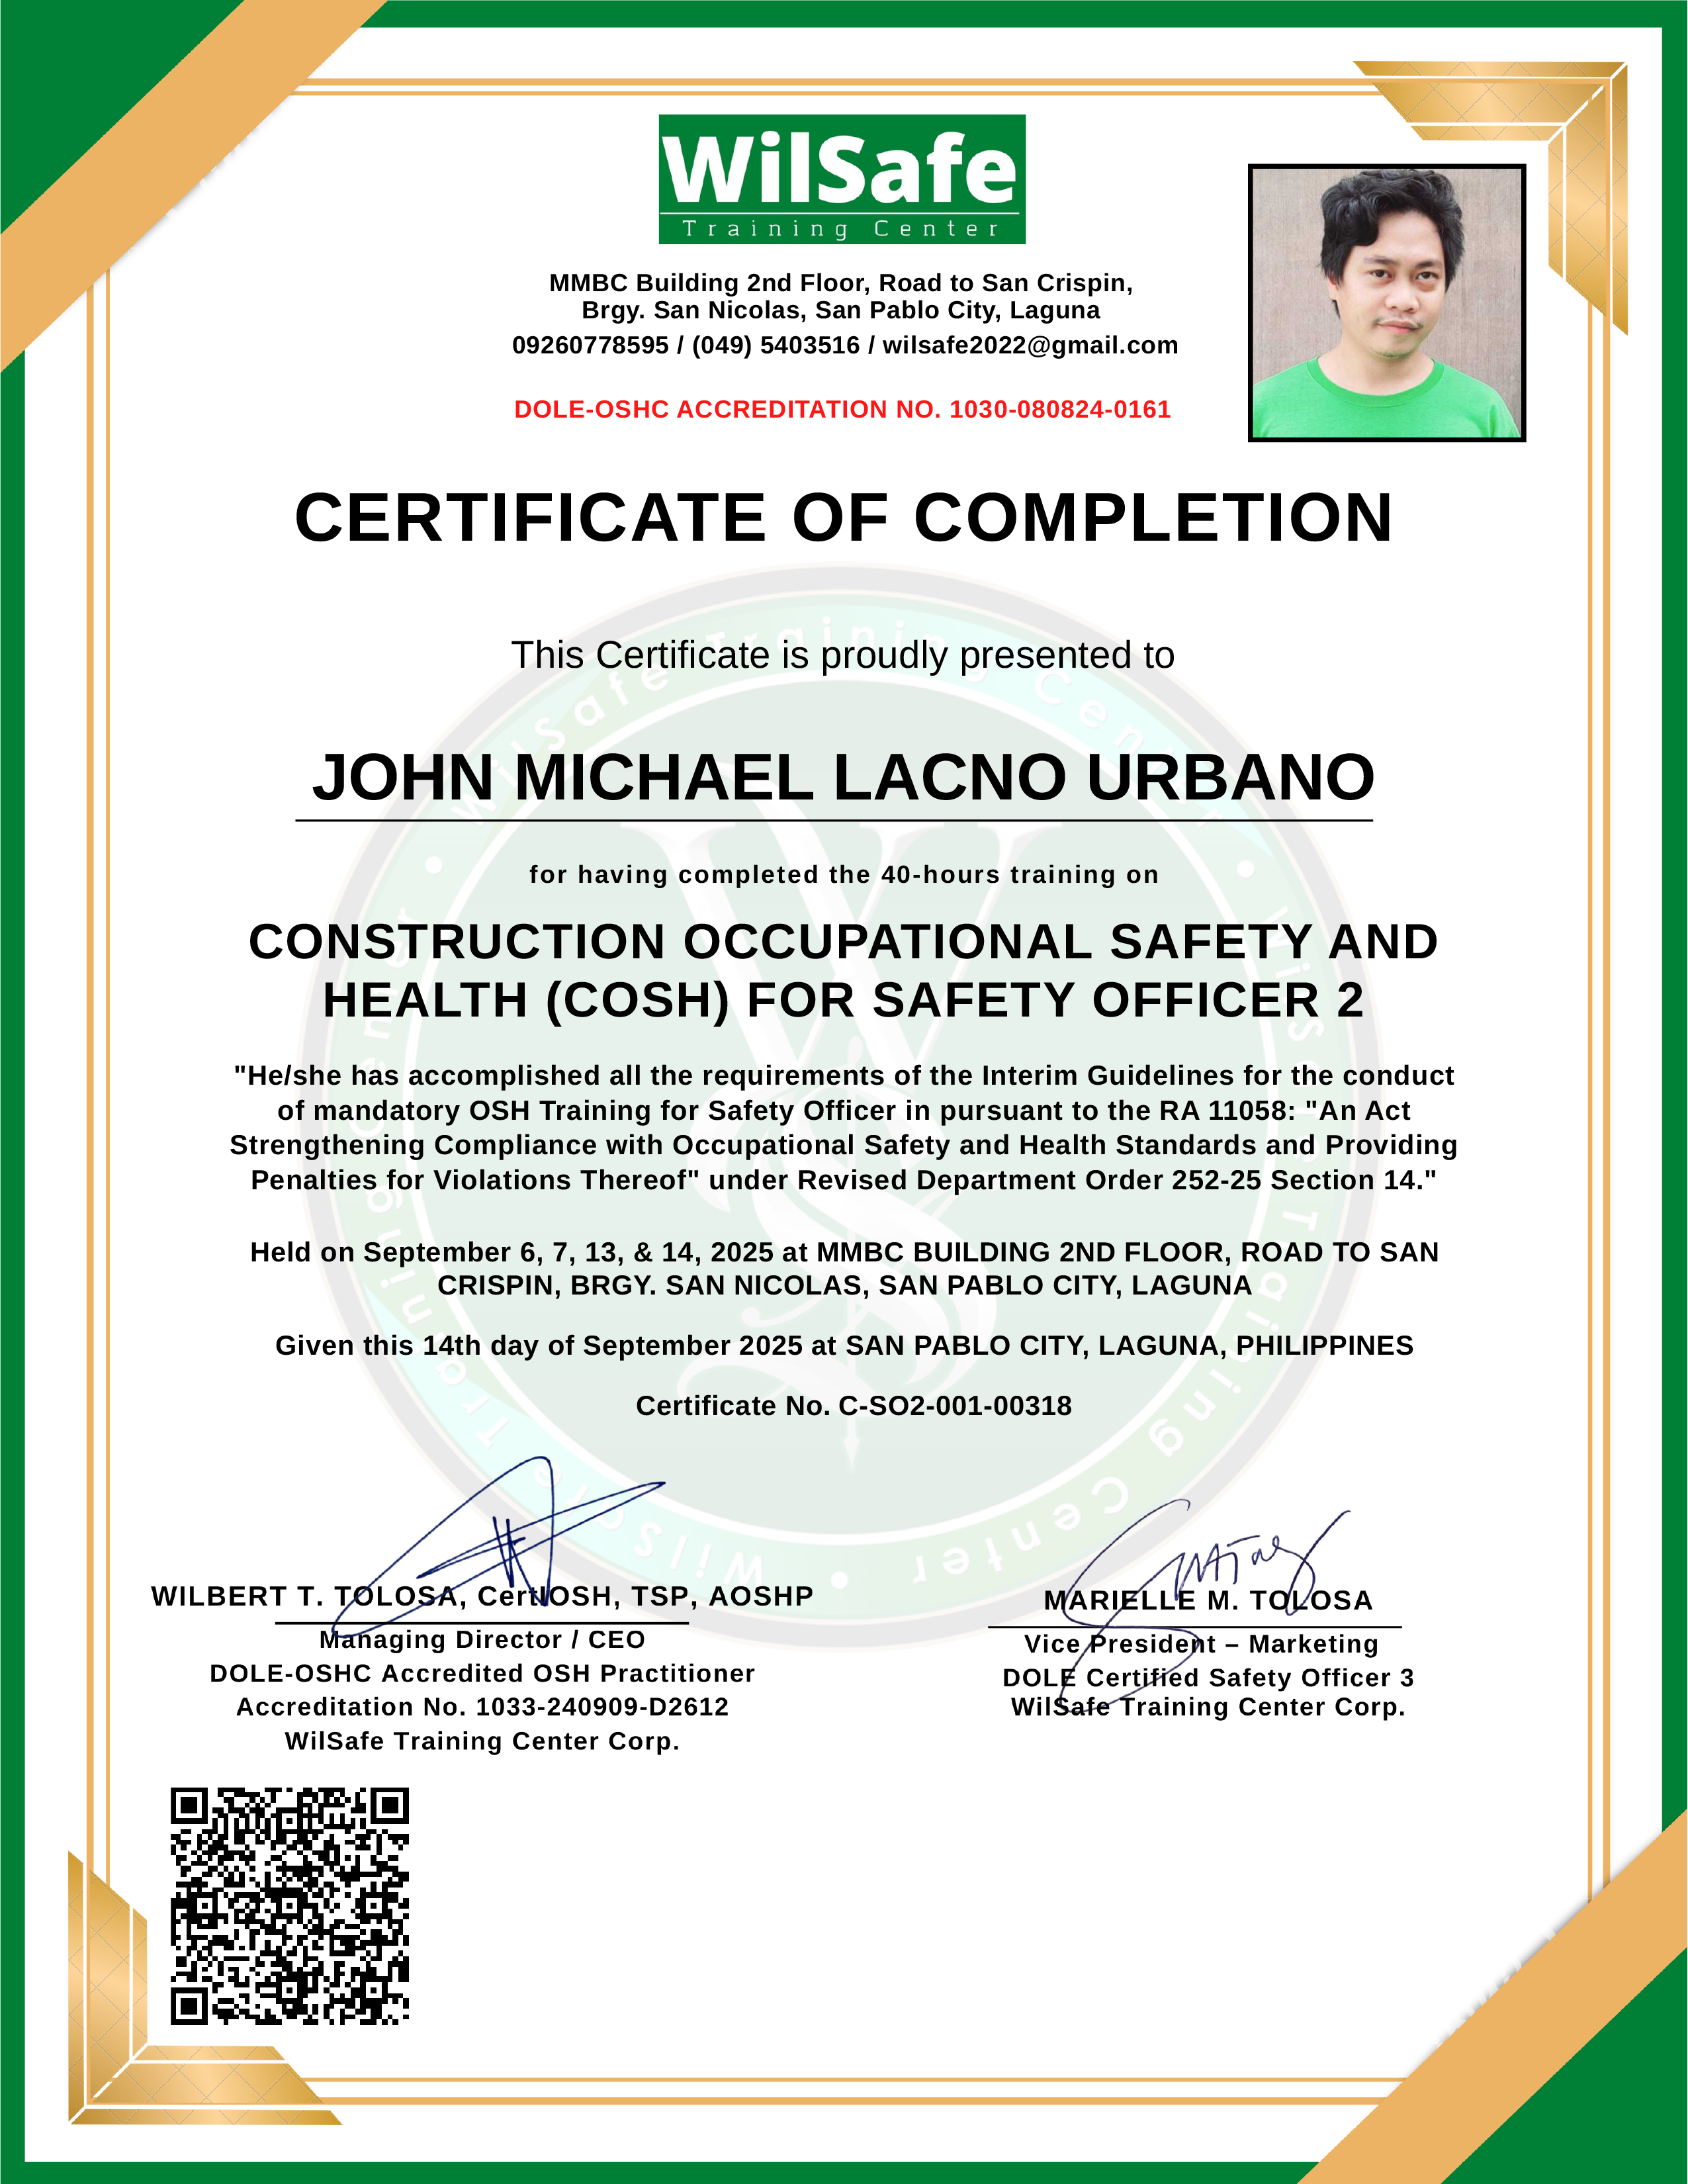 WilSafe
Training Center
MMBC Building 2nd Floor, Road to San Crispin,
Brgy. San Nicolas, San Pablo City, Laguna
09260778595 / (049) 5403516 / wilsafe2022@gmail.com
DOLE-OSHC ACCREDITATION NO. 1030-080824-0161
CERTIFICATE OF COMPLETION
This Certificate is proudly presented to
JOHN MICHAEL LACNO URBANO
for having completed the 40-hours training on
CONSTRUCTION OCCUPATIONAL SAFETY AND
HEALTH (COSH) FOR SAFETY OFFICER 2
"He/she has accomplished all the requirements of the Interim Guidelines for the conduct
of mandatory OSH Training for Safety Officer in pursuant to the RA 11058: "An Act
Strengthening Compliance with Occupational Safety and Health Standards and Providing
Penalties for Violations Thereof" under Revised Department Order 252-25 Section 14."
Held on September 6, 7, 13, & 14, 2025 at MMBC BUILDING 2ND FLOOR, ROAD TO SAN
CRISPIN, BRGY. SAN NICOLAS, SAN PABLO CITY, LAGUNA
Given this 14th day of September 2025 at SAN PABLO CITY, LAGUNA, PHILIPPINES
Certificate No. C-SO2-001-00318
WILBERT T. TOLOSA, CertIOSH, TSP, AOSHP
Managing Director / CEO
DOLE-OSHC Accredited OSH Practitioner
Accreditation No. 1033-240909-D2612
WilSafe Training Center Corp.
MARIELLE M. TOLOSA
Vice President – Marketing
DOLE Certified Safety Officer 3
WilSafe Training Center Corp.
WilSafe Training Center • WilSafe Training Center • WilSafe Training Center •